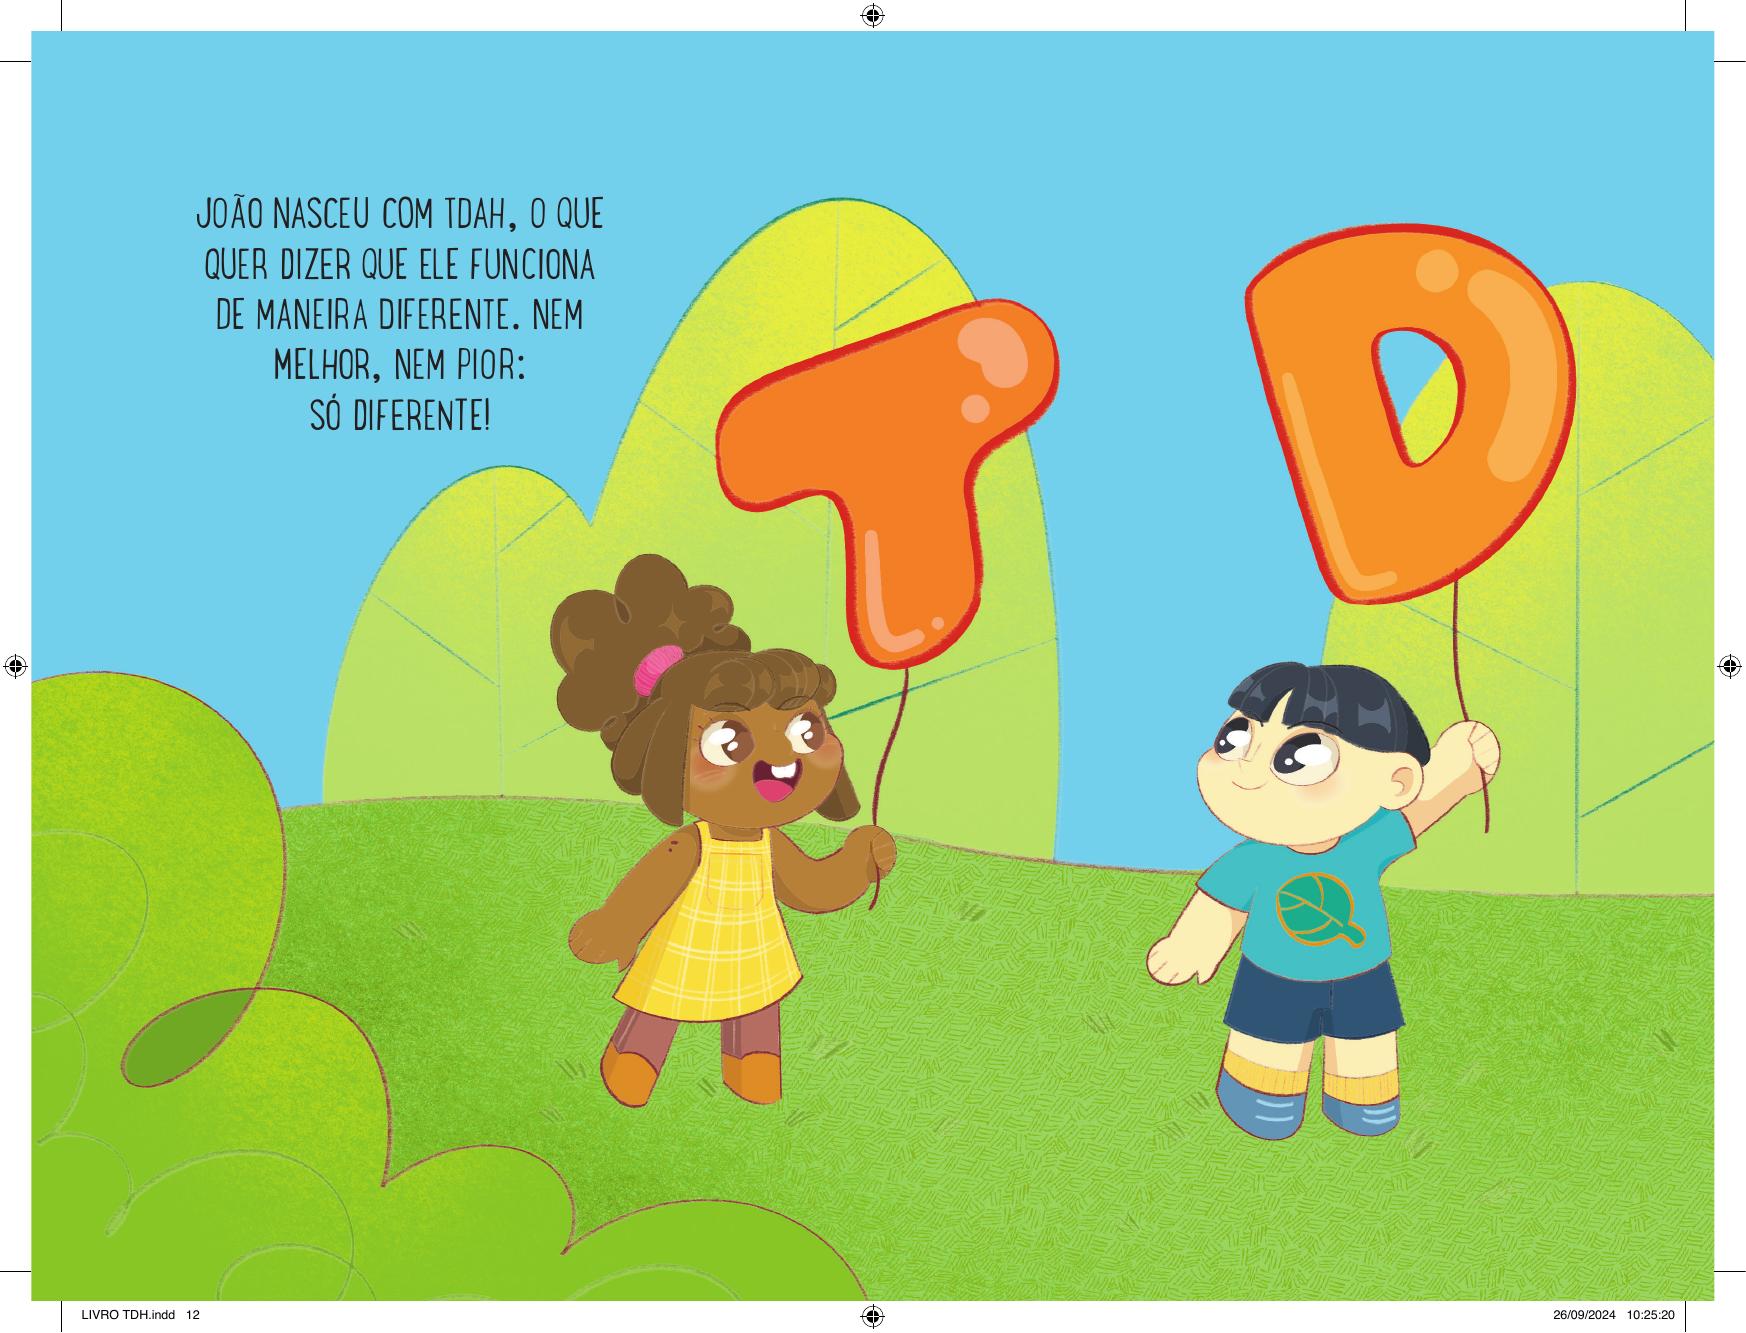 JOÃO NASCEU COM TDAH, O QUE
QUER DIZER QUE ELE FUNCIONA
DE MANEIRA DIFERENTE. NEM
MELHOR, NEM PIOR:
SÓ DIFERENTE!
T D
LIVRO TDH.indd 12
26/09/2024 10:25:20